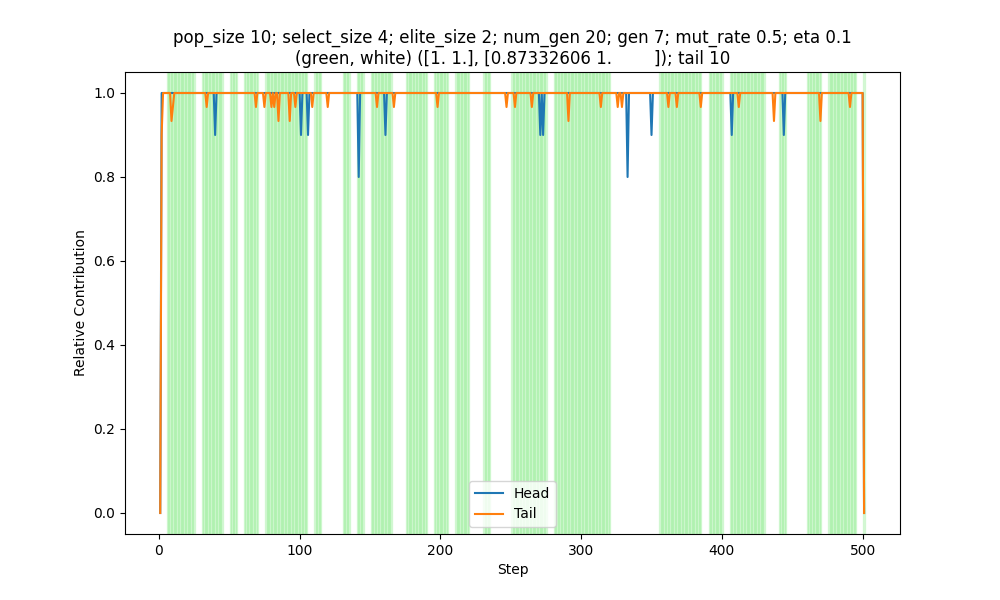 pop_size 10; select_size 4; elite_size 2; num_gen 20; gen 7; mut_rate 0.5; eta 0.1
(green, white) ([1. 1.], [0.87332606 1.         ]); tail 10
1.0
0.8
0.6
0.4
0.2
0.0
Relative Contribution
Head
Tail
0 100 200 300 400 500
Step